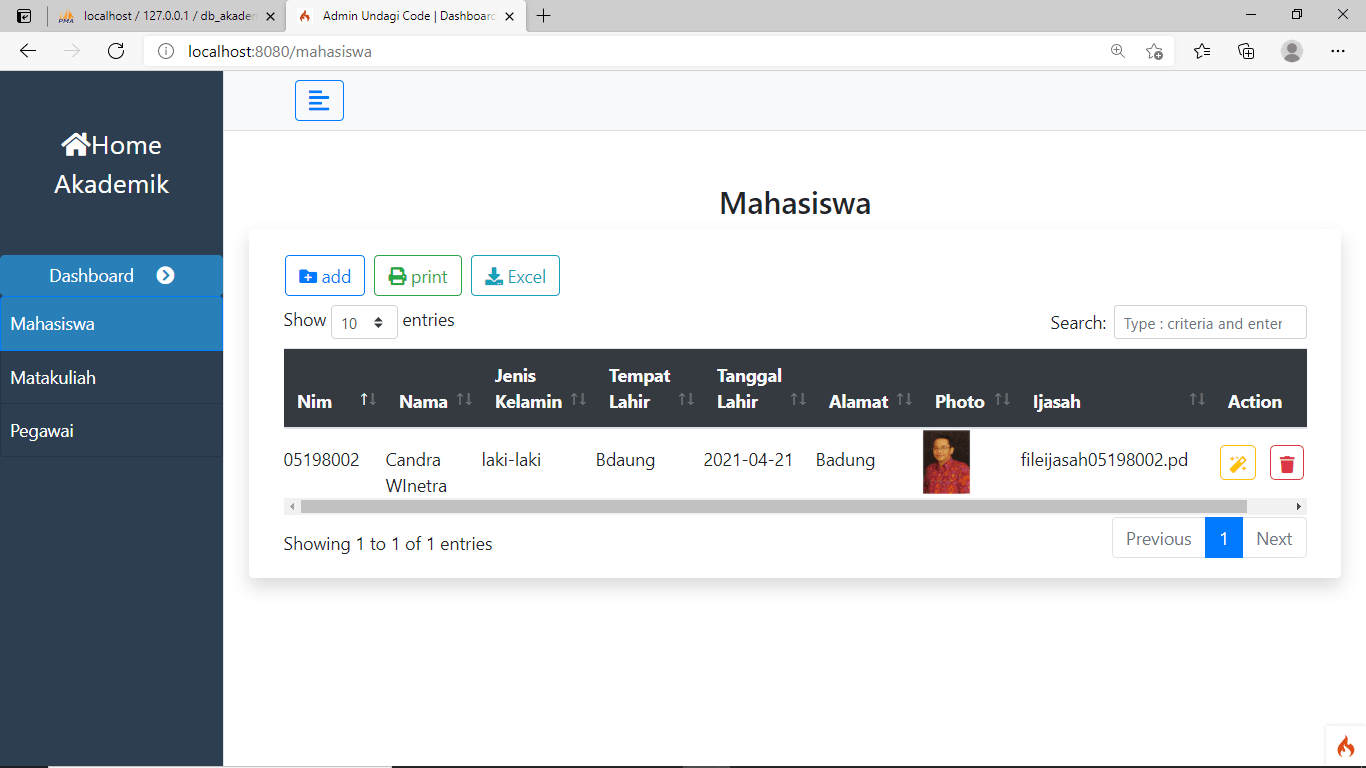 PMA localhost / 127.0.0.1 / db_akadem
Admin Undagi Code | Dashboard
localhost:8080/mahasiswa
Home
Akademik
Dashboard
Mahasiswa
Matakuliah
Pegawai
Mahasiswa
add print Excel
Show 10 entries
Search: Type : criteria and enter
Nim Nama Jenis Kelamin Tempat Lahir Tanggal Lahir Alamat Photo Ijasah Action
05198002 Candra WInetra laki-laki Bdaung 2021-04-21 Badung fileijasah05198002.pd
Showing 1 to 1 of 1 entries
Previous 1 Next